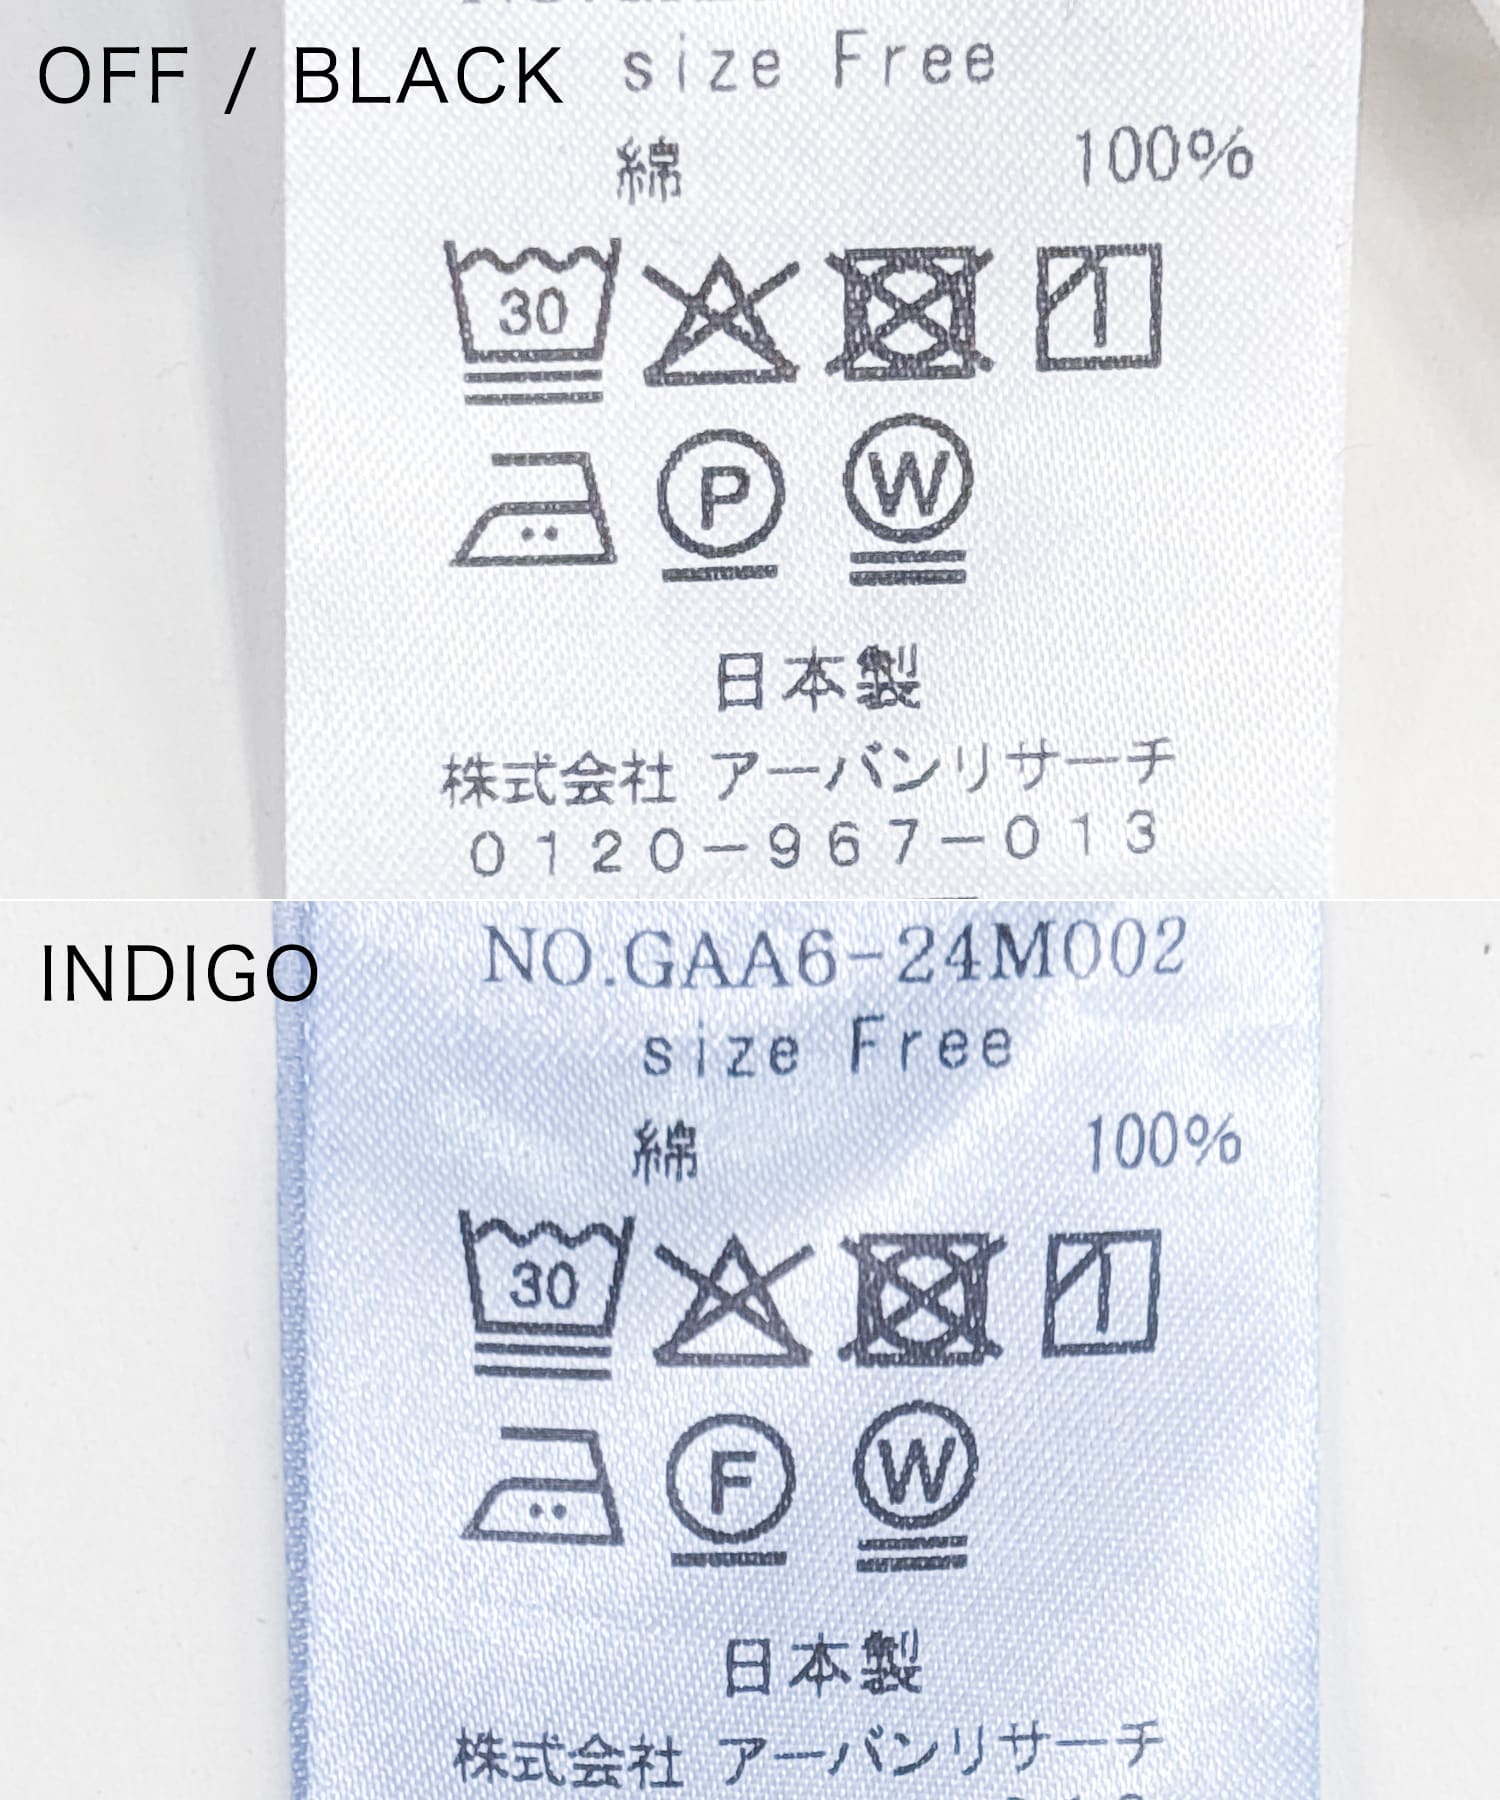 OFF / BLACK
size Free
綿 100%
30
P W
日本製
株式会社 アーバンリサーチ
0120-967-013
INDIGO
NO.GAA6-24M002
size Free
綿 100%
30
F W
日本製
株式会社 アーバンリサーチ